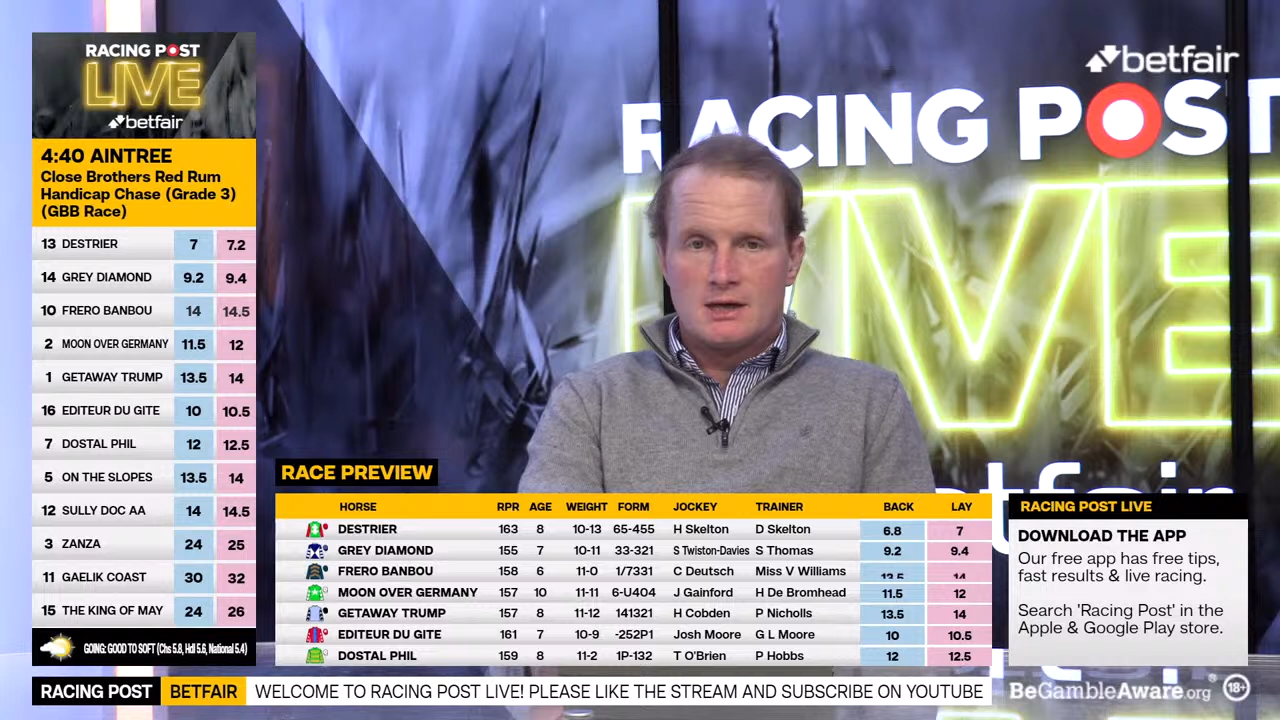 RACING POST
LIVE
betfair
4:40 AINTREE
Close Brothers Red Rum
Handicap Chase (Grade 3)
(GBB Race)
13 DESTRIER 7 7.2
14 GREY DIAMOND 9.2 9.4
10 FRERO BANBOU 14 14.5
2 MOON OVER GERMANY 11.5 12
1 GETAWAY TRUMP 13.5 14
16 EDITEUR DU GITE 10 10.5
7 DOSTAL PHIL 12 12.5
5 ON THE SLOPES 13.5 14
12 SULLY DOC AA 14 14.5
3 ZANZA 24 25
11 GAELIK COAST 30 32
15 THE KING OF MAY 24 26
GOING: GOOD TO SOFT (Chs 5.8, Hdl 5.6, National 5.4)
betfair
RACING POST
LIVE
betfair
RACE PREVIEW
HORSE RPR AGE WEIGHT FORM JOCKEY TRAINER BACK LAY
DESTRIER 163 8 10-13 65-455 H Skelton D Skelton 6.8 7
GREY DIAMOND 155 7 10-11 33-321 S Twiston-Davies S Thomas 9.2 9.4
FRERO BANBOU 158 6 11-0 1/7331 C Deutsch Miss V Williams 13.5 14
MOON OVER GERMANY 157 10 11-11 6-U404 J Gainford H De Bromhead 11.5 12
GETAWAY TRUMP 157 8 11-12 141321 H Cobden P Nicholls 13.5 14
EDITEUR DU GITE 161 7 10-9 -252P1 Josh Moore G L Moore 10 10.5
DOSTAL PHIL 159 8 11-2 1P-132 T O'Brien P Hobbs 12 12.5
RACING POST LIVE
DOWNLOAD THE APP
Our free app has free tips,
fast results & live racing.
Search 'Racing Post' in the
Apple & Google Play store.
RACING POST BETFAIR WELCOME TO RACING POST LIVE! PLEASE LIKE THE STREAM AND SUBSCRIBE ON YOUTUBE
BeGambleAware.org® 18+